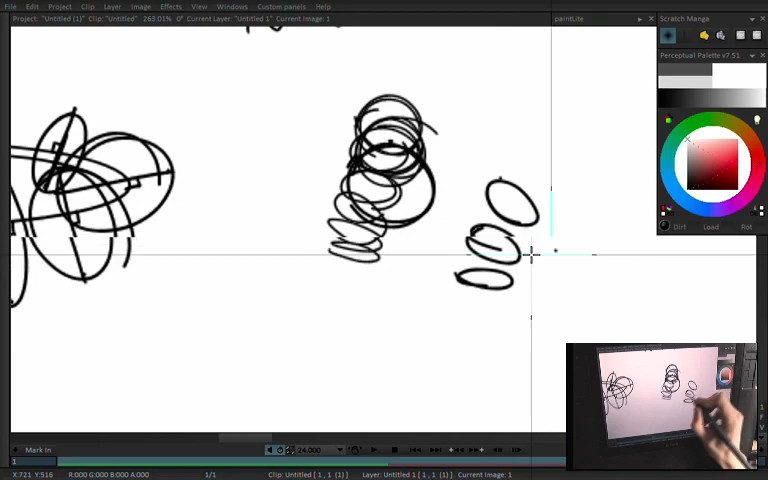 File Edit Project Clip Layer Image Effects View Windows Custom panels Help
Project: "Untitled (1)" Clip: "Untitled" 263.01% 0° Current Layer: "Untitled 1" Current Image: 1
paintLite
Scratch Manga
Perceptual Palette v7.51
Dirt Load Rot
Mark In
24.000
1
F
V
1
X:721 Y:516 R:000 G:000 B:000 A:000 1/1 Clip: Untitled [ 1 , 1 (1) ] Layer: Untitled 1 [ 1 , 1 (1) ] Current Image: 1